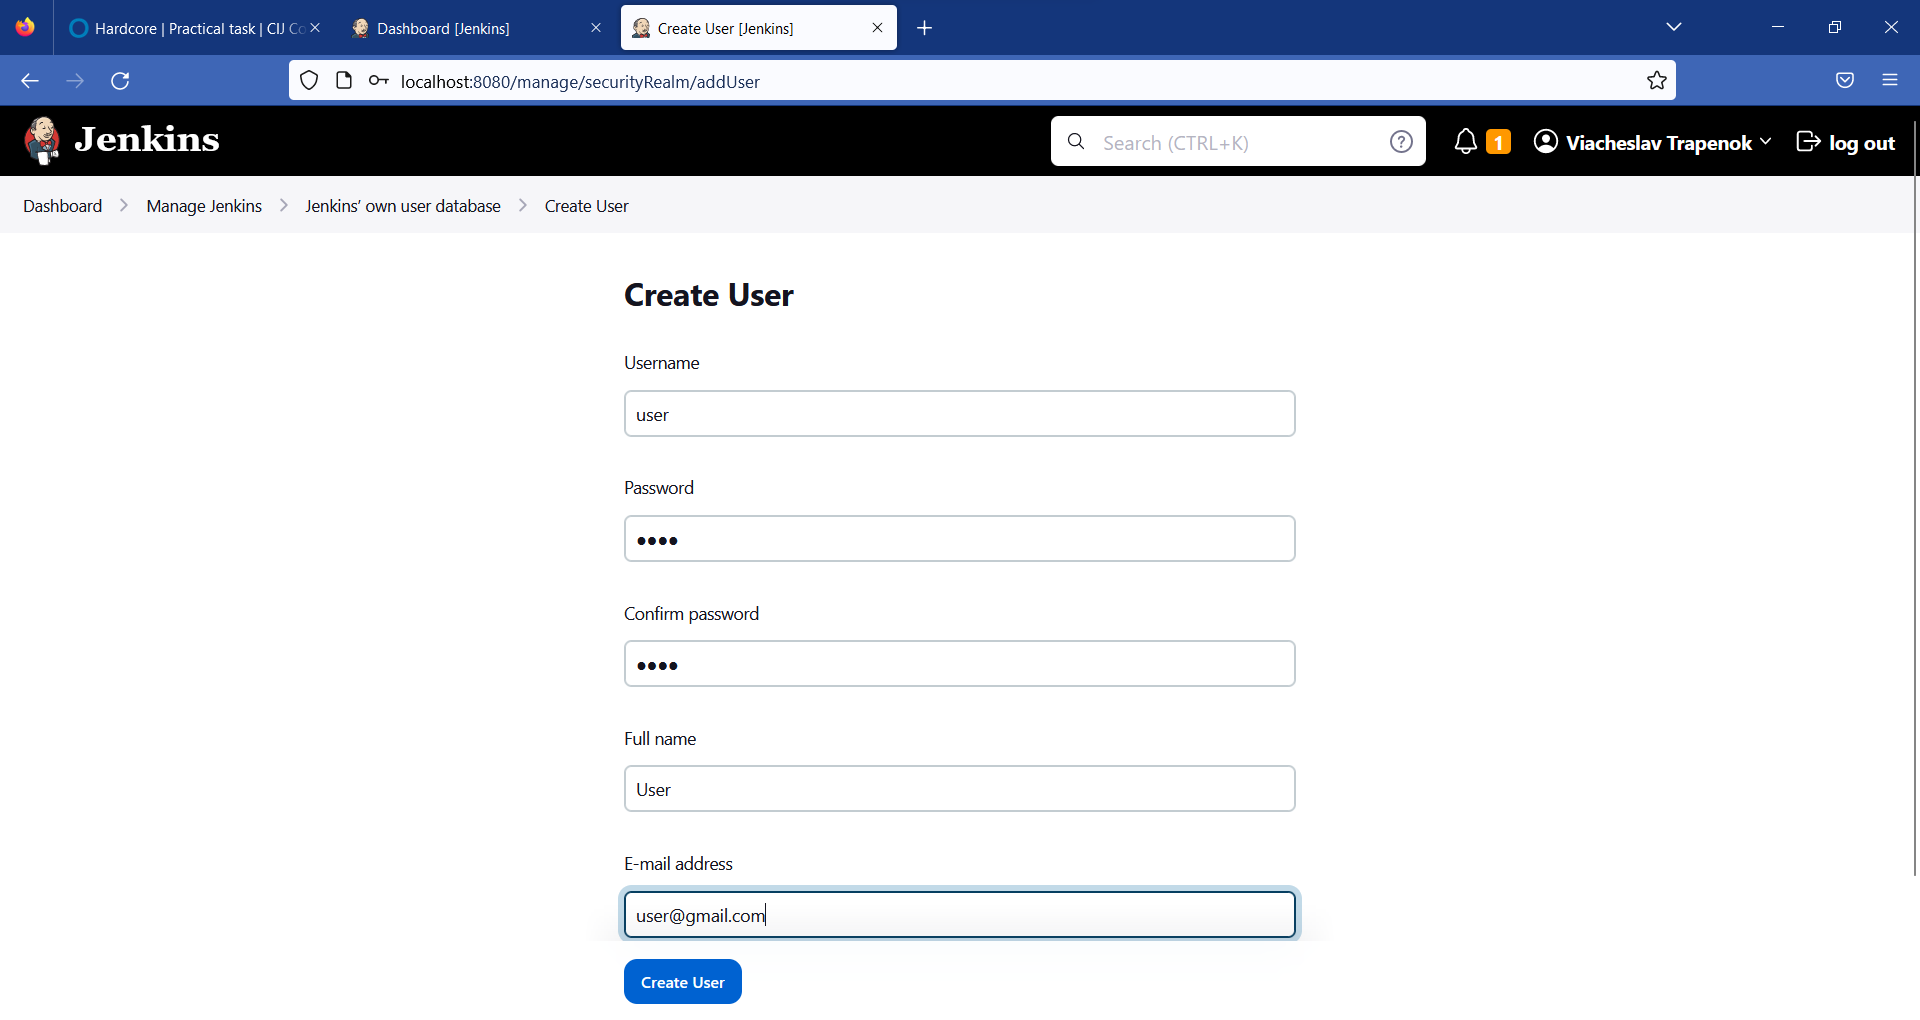 Hardcore | Practical task | CIJ Co
Dashboard [Jenkins]
Create User [Jenkins]
localhost:8080/manage/securityRealm/addUser
Jenkins
Search (CTRL+K)
1
Viacheslav Trapenok
log out
Dashboard
Manage Jenkins
Jenkins’ own user database
Create User
Create User
Username
user
Password
••••
Confirm password
••••
Full name
User
E-mail address
user@gmail.com
Create User